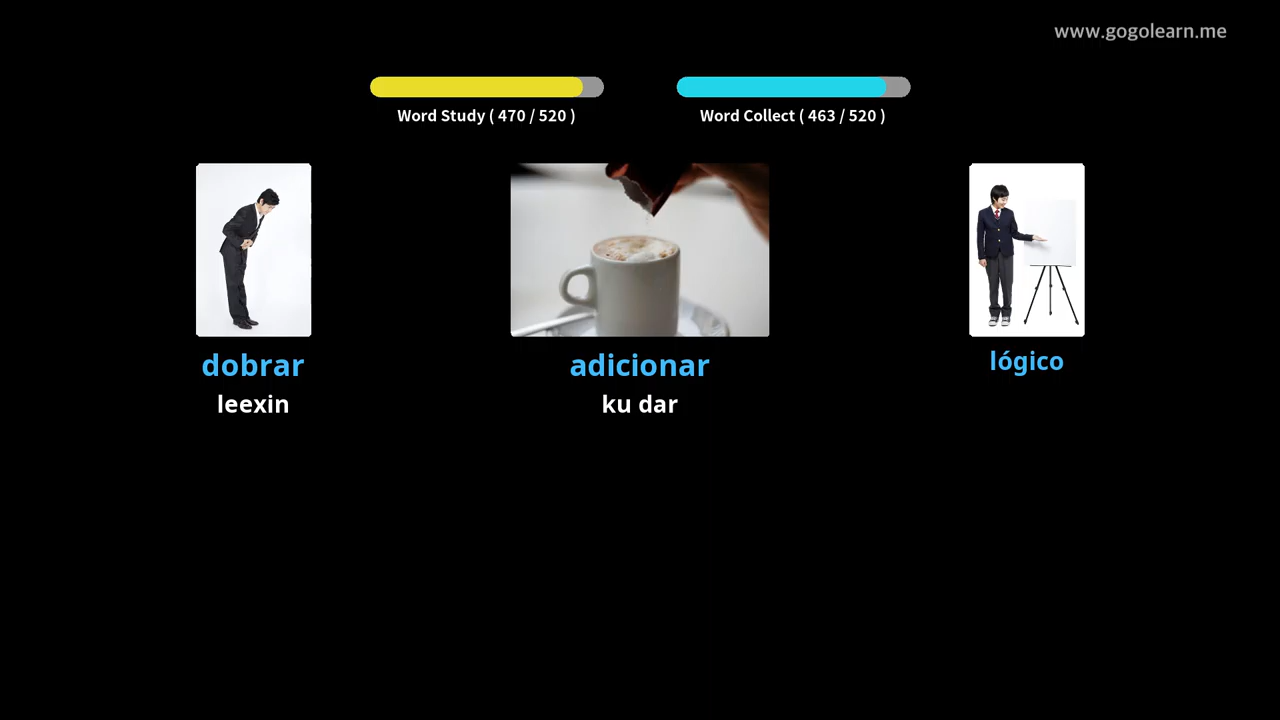 www.gogolearn.me
Word Study ( 470 / 520 )
Word Collect ( 463 / 520 )
dobrar
leexin
adicionar
ku dar
lógico